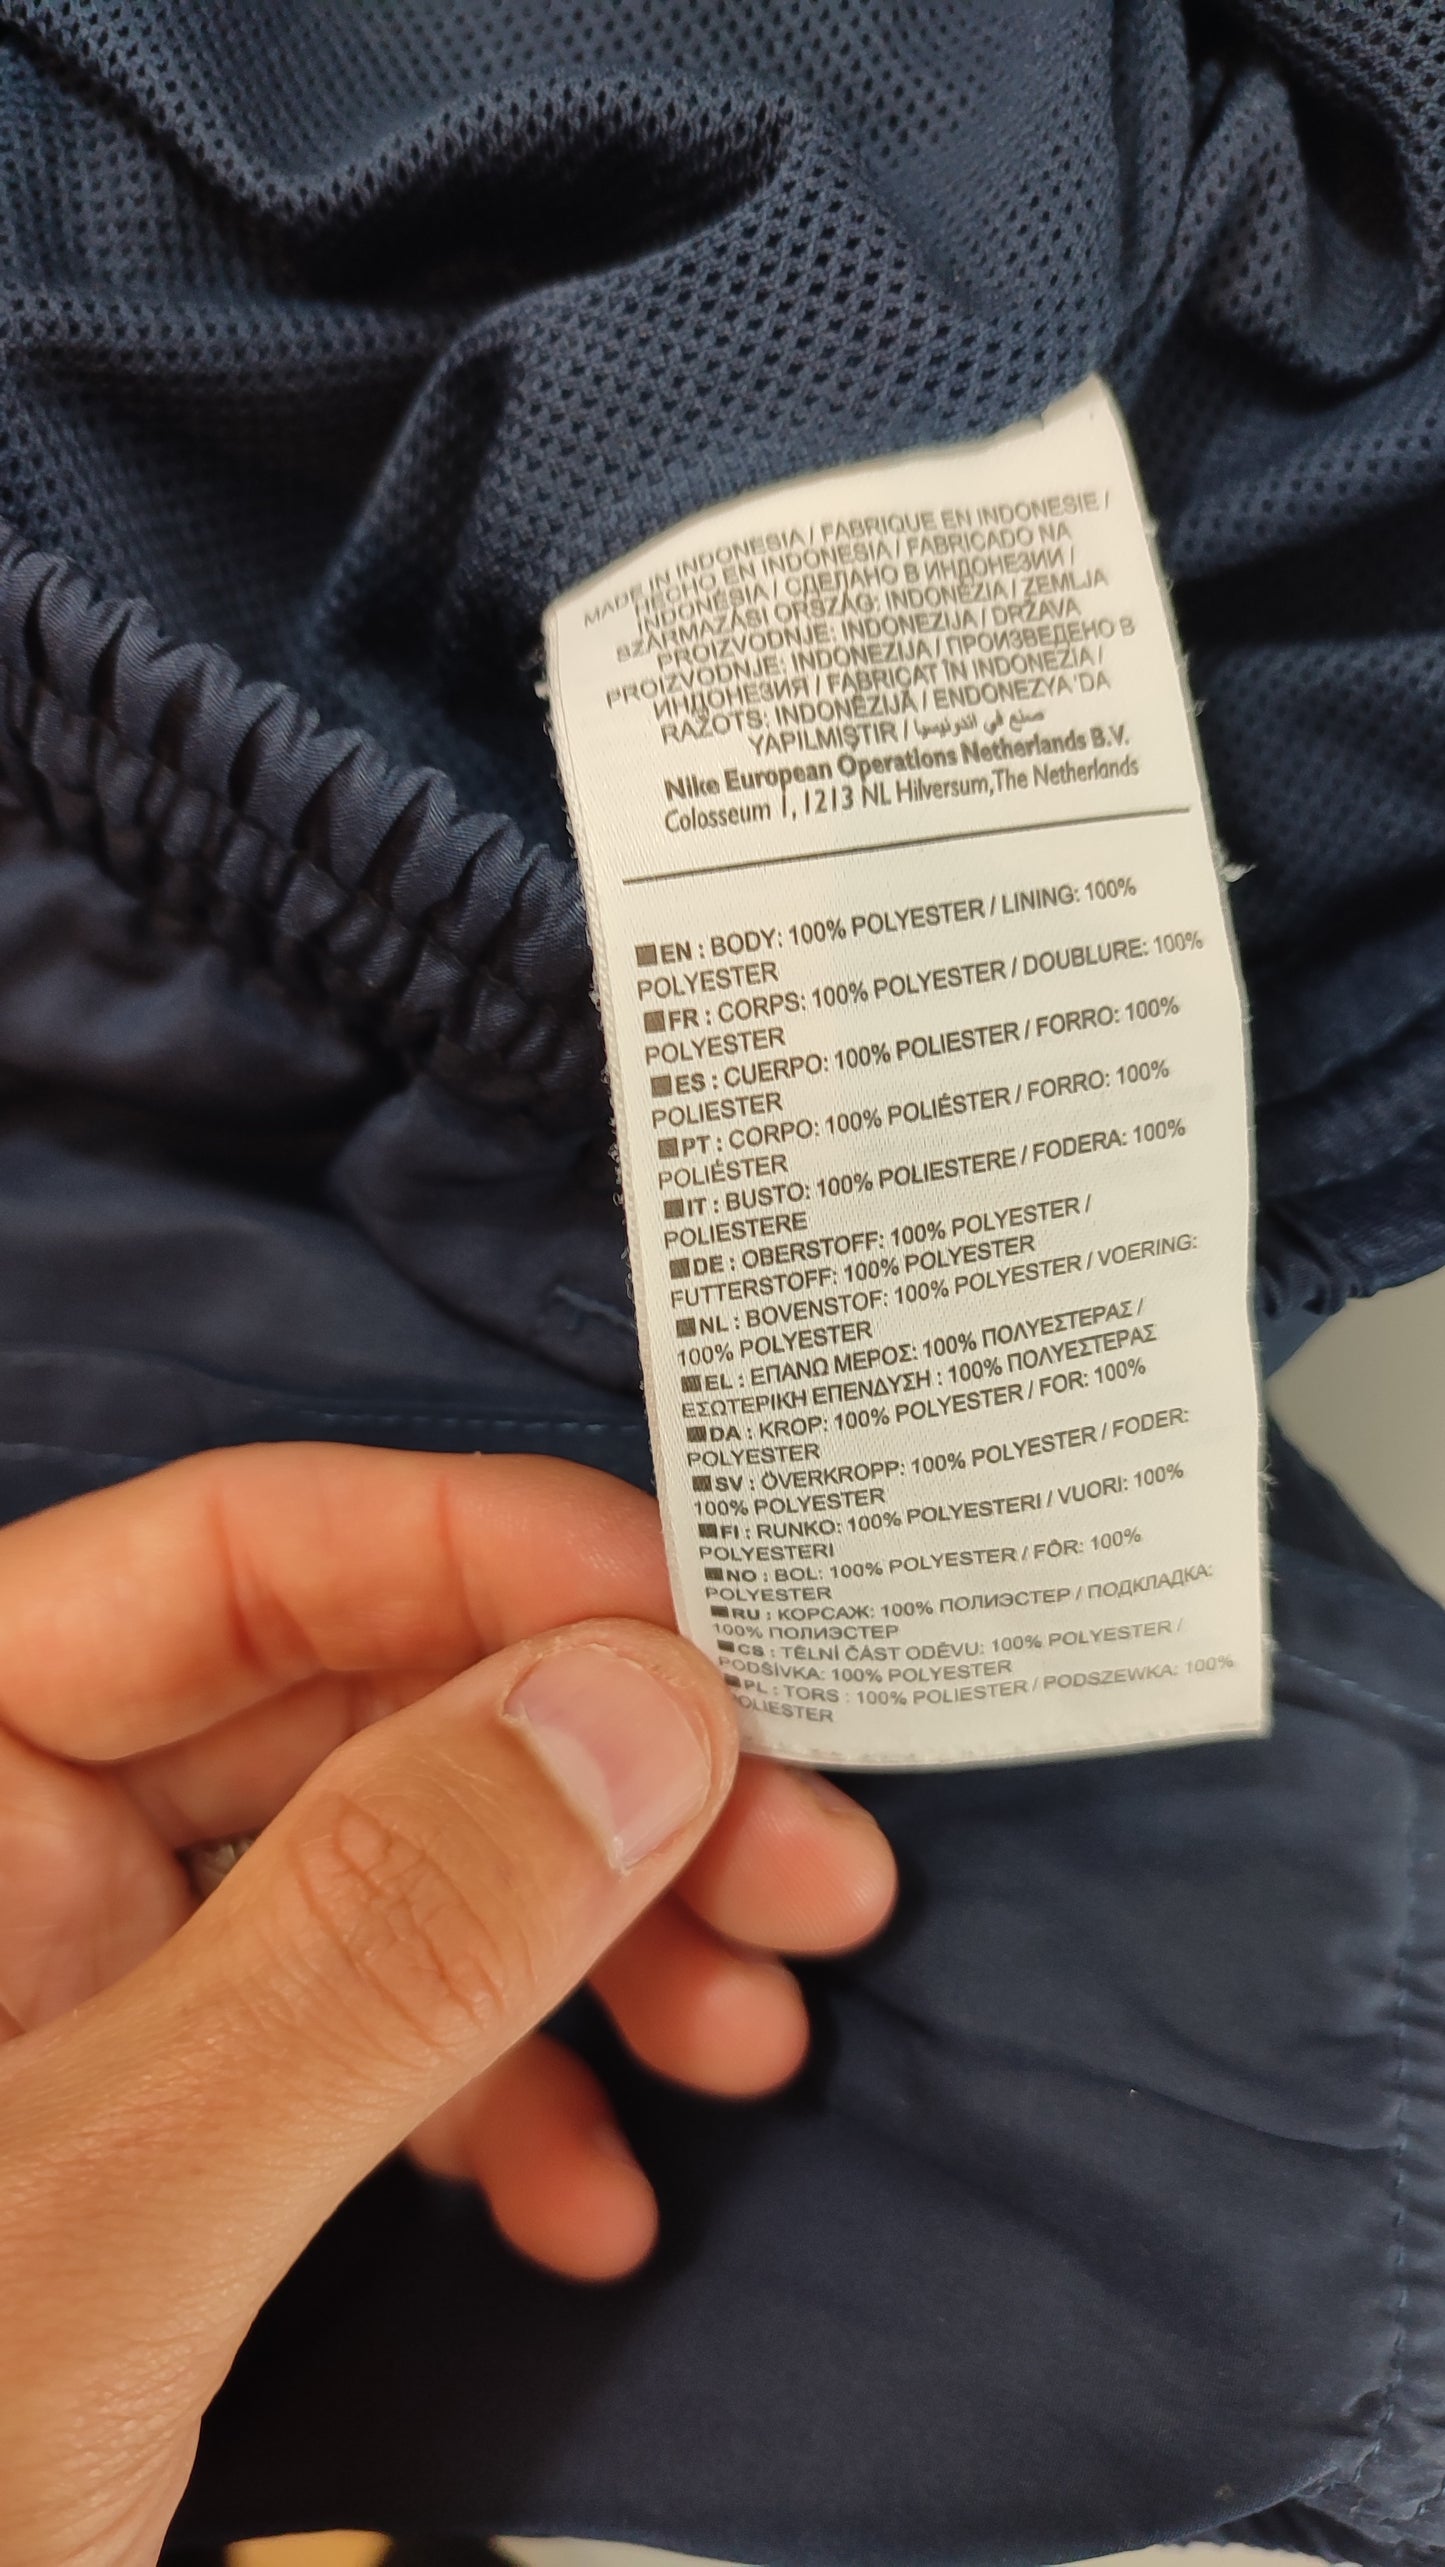 MADE IN INDONESIA / FABRIQUE EN INDONESIE /
HECHO EN INDONESIA / FABRICADO NA
INDONÉSIA / СДЕЛАНО В ИНДОНЕЗИИ /
SZÁRMAZÁSI ORSZÁG: INDONÉZIA / ZEMLJA
PROIZVODNJE: INDONEZIJA / DRŽAVA
PROIZVODNJE: INDONEZIJA / ПРОИЗВЕДЕНО В
ИНДОНЕЗИЯ / FABRICAT ÎN INDONEZIA /
RAŽOTS: INDONĒZIJĀ / ENDONEZYA'DA
YAPILMIŞTIR / صنع في اندونيسيا
Nike European Operations Netherlands B.V.
Colosseum 1, 1213 NL Hilversum, The Netherlands
EN : BODY: 100% POLYESTER / LINING: 100%
POLYESTER
FR : CORPS: 100% POLYESTER / DOUBLURE: 100%
POLYESTER
ES : CUERPO: 100% POLIESTER / FORRO: 100%
POLIESTER
PT : CORPO: 100% POLIÉSTER / FORRO: 100%
POLIÉSTER
IT : BUSTO: 100% POLIESTERE / FODERA: 100%
POLIESTERE
DE : OBERSTOFF: 100% POLYESTER /
FUTTERSTOFF: 100% POLYESTER
NL : BOVENSTOF: 100% POLYESTER / VOERING:
100% POLYESTER
EL : ΕΠΑΝΩ ΜΕΡΟΣ: 100% ΠΟΛΥΕΣΤΕΡΑΣ /
ΕΣΩΤΕΡΙΚΗ ΕΠΕΝΔΥΣΗ : 100% ΠΟΛΥΕΣΤΕΡΑΣ
DA : KROP: 100% POLYESTER / FOR: 100%
POLYESTER
SV : ÖVERKROPP: 100% POLYESTER / FODER:
100% POLYESTER
FI : RUNKO: 100% POLYESTERI / VUORI: 100%
POLYESTERI
NO : BOL: 100% POLYESTER / FÔR: 100%
POLYESTER
RU : КОРСАЖ: 100% ПОЛИЭСТЕР / ПОДКЛАДКА:
100% ПОЛИЭСТЕР
CS : TĚLNÍ ČÁST ODĚVU: 100% POLYESTER /
PODŠÍVKA: 100% POLYESTER
PL : TORS : 100% POLIESTER / PODSZEWKA: 100%
POLIESTER